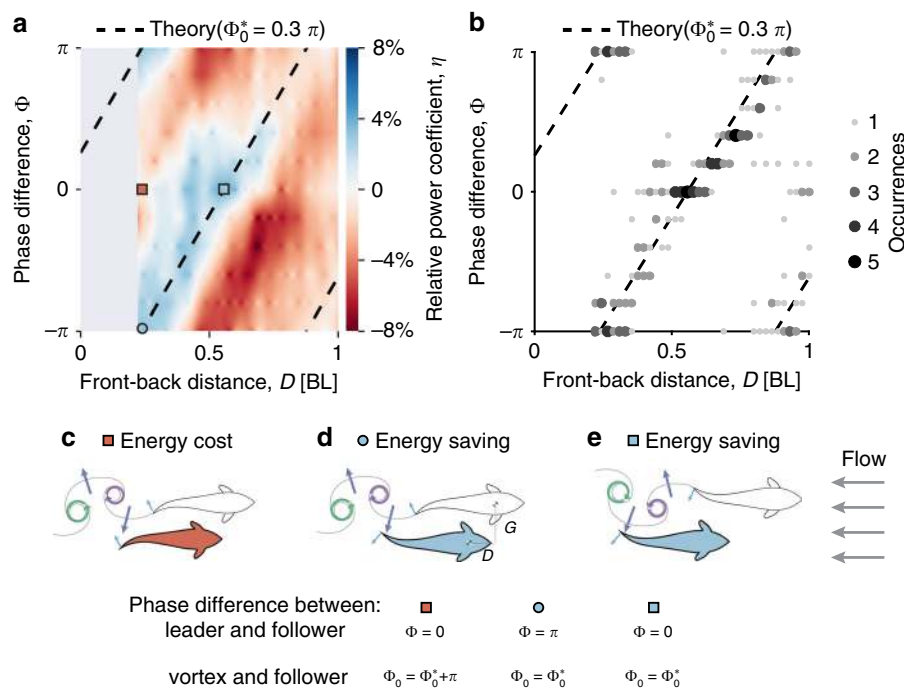 a
Theory(Φ₀* = 0.3 π)
π
0
−π
Phase difference, Φ
0
0.5
1
Front-back distance, D [BL]
8%
4%
0
−4%
−8%
Relative power coefficient, η
b
Theory(Φ₀* = 0.3 π)
π
0
−π
Phase difference, Φ
0
0.5
1
Front-back distance, D [BL]
1
2
3
4
5
Occurrences
c Energy cost
d Energy saving
G
D
e Energy saving
Flow
Phase difference between:
leader and follower Φ = 0 Φ = π Φ = 0
vortex and follower Φ₀ = Φ₀*+π Φ₀ = Φ₀* Φ₀ = Φ₀*